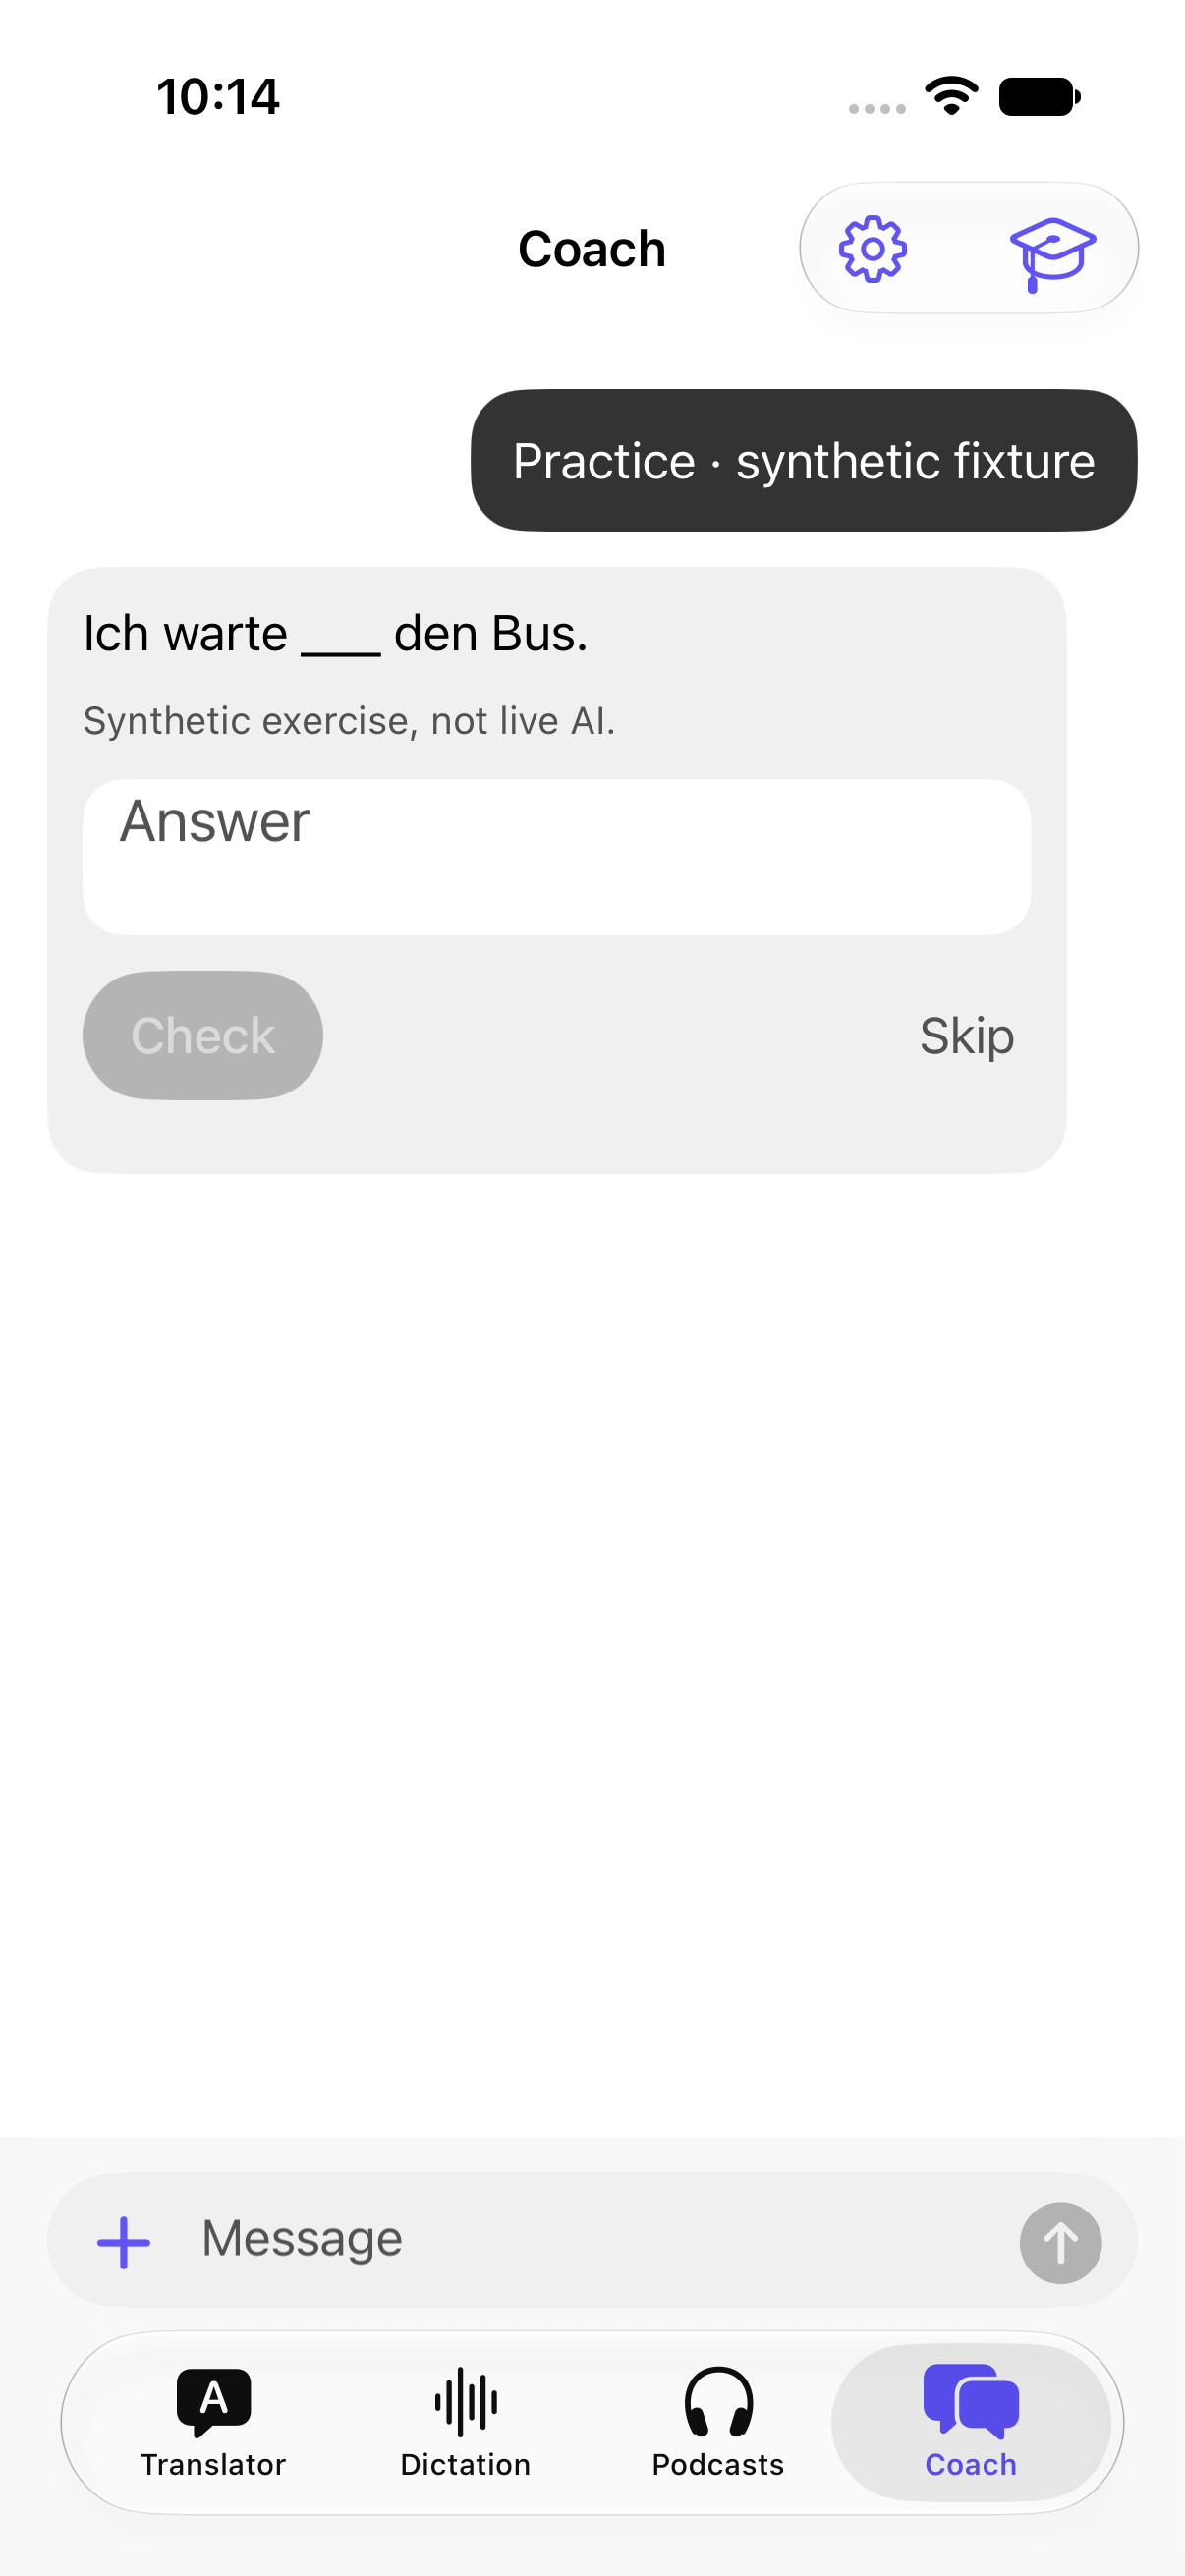 10:14
Coach
Practice · synthetic fixture
Ich warte ____ den Bus.
Synthetic exercise, not live AI.
Answer
Check
Skip
Message
A
Translator
Dictation
Podcasts
Coach